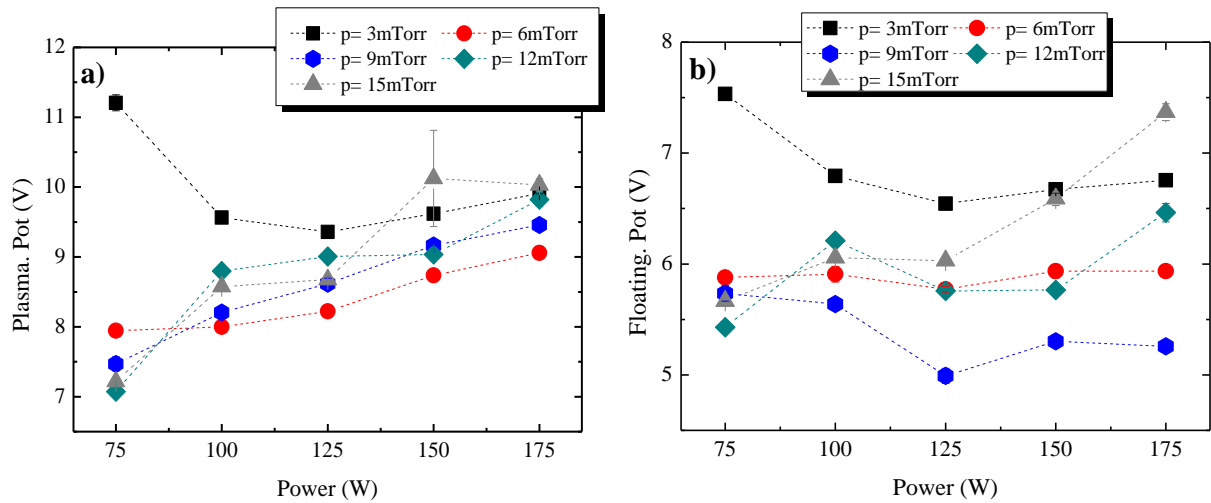 p= 3mTorr p= 6mTorr
p= 9mTorr p= 12mTorr
p= 15mTorr
a)
12
11
10
9
8
7
Plasma. Pot (V)
75 100 125 150 175
Power (W)
p= 3mTorr p= 6mTorr
p= 9mTorr p= 12mTorr
p= 15mTorr
b)
8
7
6
5
Floating. Pot (V)
75 100 125 150 175
Power (W)